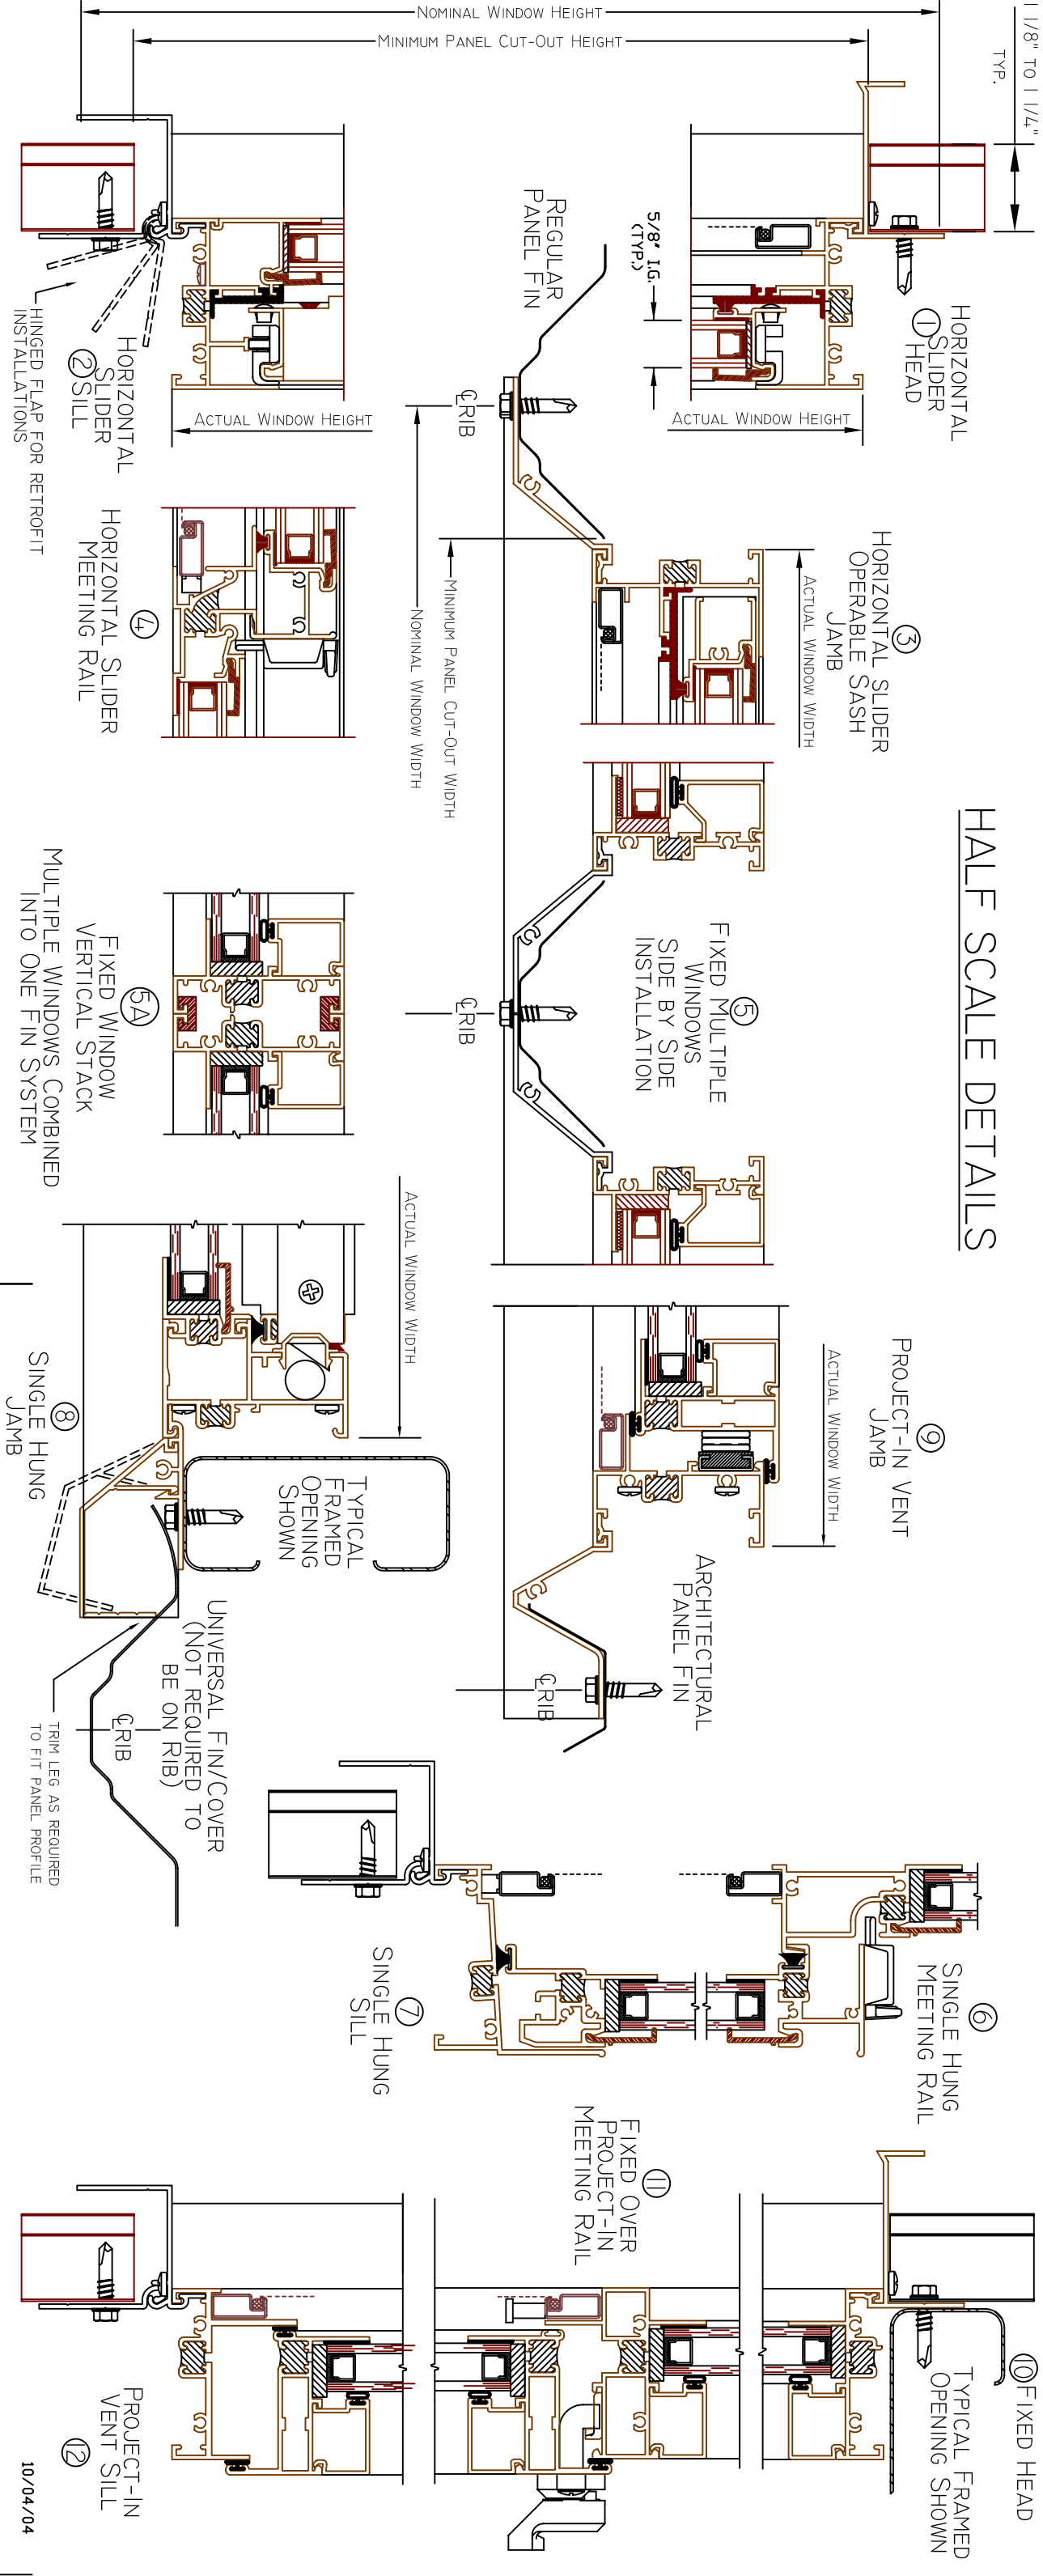 HALF SCALE DETAILS
NOMINAL WINDOW HEIGHT
MINIMUM PANEL CUT-OUT HEIGHT
1 1/8" TO 1 1/4"
TYP.
HORIZONTAL
SLIDER
HEAD
1
5/8" I.G.
(TYP.)
ACTUAL WINDOW HEIGHT
REGULAR
PANEL FIN
HORIZONTAL
SLIDER
SILL
2
ACTUAL WINDOW HEIGHT
HINGED FLAP FOR RETROFIT
INSTALLATIONS
℄RIB
3
HORIZONTAL SLIDER
OPERABLE SASH
JAMB
ACTUAL WINDOW WIDTH
MINIMUM PANEL CUT-OUT WIDTH
NOMINAL WINDOW WIDTH
4
HORIZONTAL SLIDER
MEETING RAIL
5
FIXED MULTIPLE
WINDOWS
SIDE BY SIDE
INSTALLATION
℄RIB
5A
FIXED WINDOW
VERTICAL STACK
MULTIPLE WINDOWS COMBINED
INTO ONE FIN SYSTEM
9
PROJECT-IN VENT
JAMB
ACTUAL WINDOW WIDTH
ARCHITECTURAL
PANEL FIN
℄RIB
ACTUAL WINDOW WIDTH
8
SINGLE HUNG
JAMB
TYPICAL
FRAMED
OPENING
SHOWN
UNIVERSAL FIN/COVER
(NOT REQUIRED TO
BE ON RIB)
℄RIB
TRIM LEG AS REQUIRED
TO FIT PANEL PROFILE
6
SINGLE HUNG
MEETING RAIL
7
SINGLE HUNG
SILL
10 FIXED HEAD
TYPICAL FRAMED
OPENING SHOWN
11
FIXED OVER
PROJECT-IN
MEETING RAIL
PROJECT-IN
VENT SILL
12
10/04/04